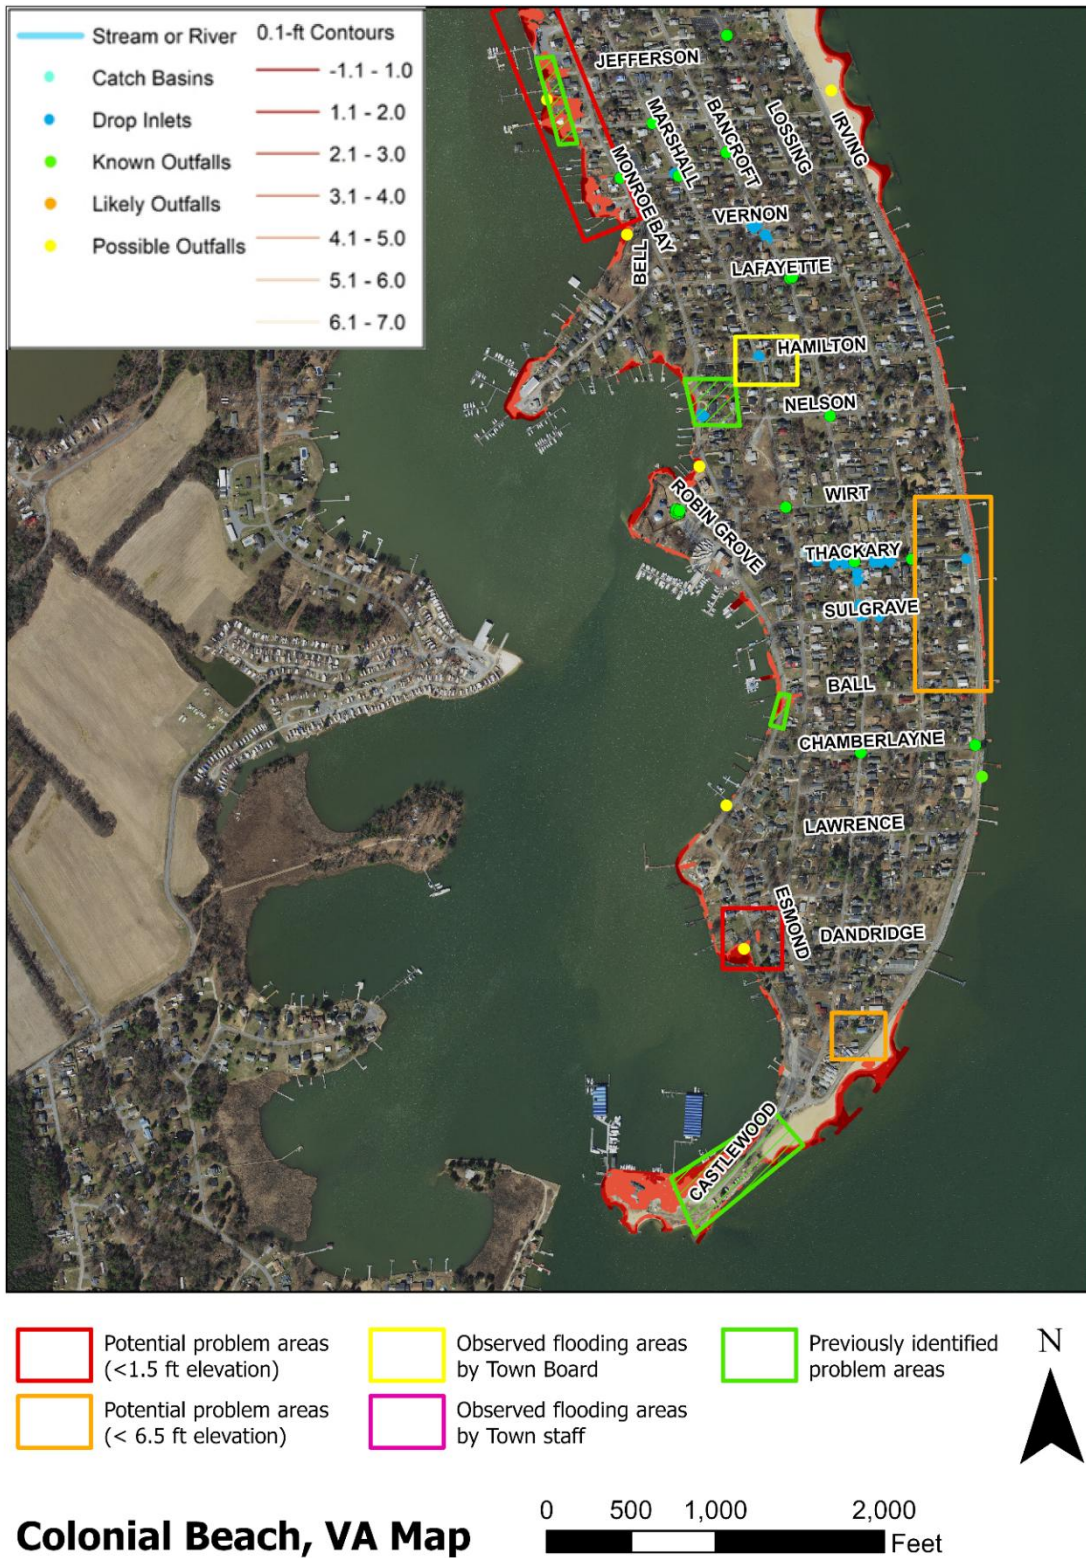 Stream or River
Catch Basins
Drop Inlets
Known Outfalls
Likely Outfalls
Possible Outfalls
0.1-ft Contours
-1.1 - 1.0
1.1 - 2.0
2.1 - 3.0
3.1 - 4.0
4.1 - 5.0
5.1 - 6.0
6.1 - 7.0
JEFFERSON
MARSHALL
BANCROFT
LOSSING
IRVING
MONROE BAY
VERNON
BELL
LAFAYETTE
HAMILTON
NELSON
ROBIN GROVE
WIRT
THACKARY
SULGRAVE
BALL
CHAMBERLAYNE
LAWRENCE
ESMOND
DANDRIDGE
CASTLEWOOD
Potential problem areas
(<1.5 ft elevation)
Potential problem areas
(< 6.5 ft elevation)
Observed flooding areas
by Town Board
Observed flooding areas
by Town staff
Previously identified
problem areas
N
Colonial Beach, VA Map
0 500 1,000 2,000
Feet